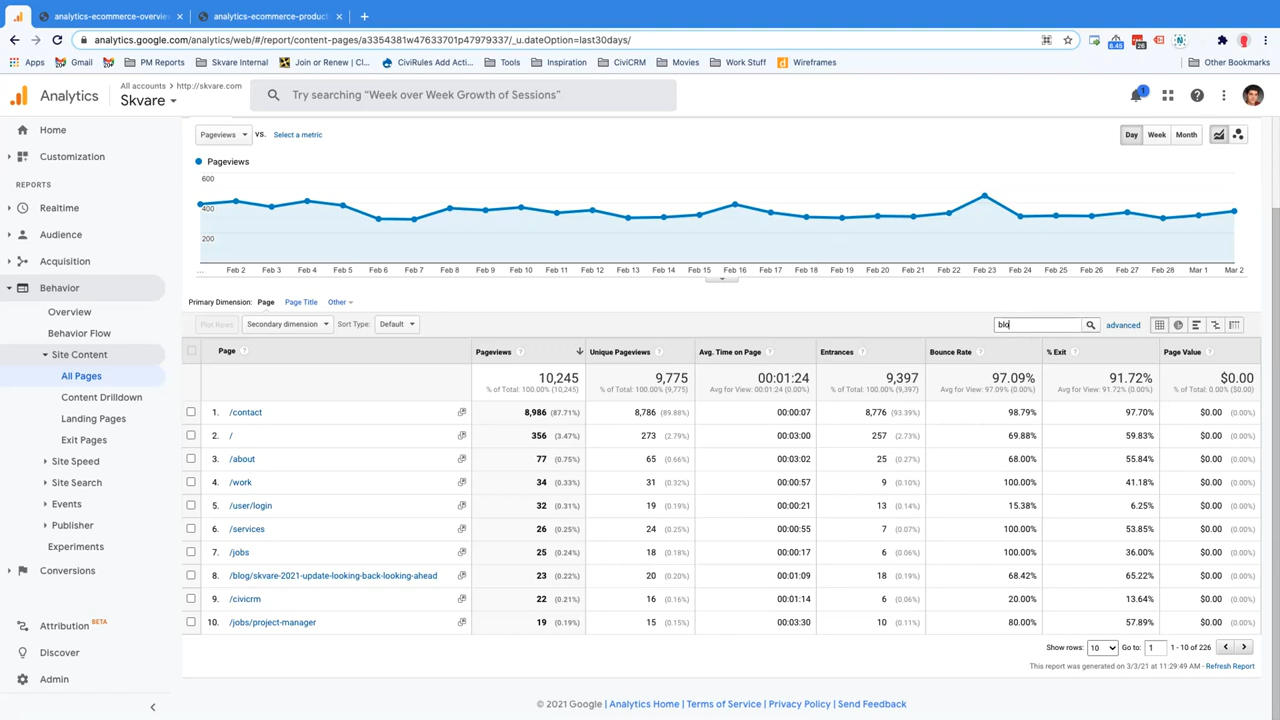 analytics-ecommerce-overvie
analytics-ecommerce-product
analytics.google.com/analytics/web/#/report/content-pages/a3354381w47633701p47979337/_u.dateOption=last30days/
6.45
26
Apps
Gmail
PM Reports
Skvare Internal
Join or Renew | Cl...
CiviRules Add Acti...
Tools
Inspiration
CiviCRM
Movies
Work Stuff
Wireframes
Other Bookmarks
Analytics
All accounts > http://skvare.com
Skvare
Try searching “Week over Week Growth of Sessions”
1
Home
Customization
REPORTS
Realtime
Audience
Acquisition
Behavior
Overview
Behavior Flow
Site Content
All Pages
Content Drilldown
Landing Pages
Exit Pages
Site Speed
Site Search
Events
Publisher
Experiments
Conversions
Attribution BETA
Discover
Admin
Pageviews VS. Select a metric
Day Week Month
Pageviews
600
400
200
... Feb 2 Feb 3 Feb 4 Feb 5 Feb 6 Feb 7 Feb 8 Feb 9 Feb 10 Feb 11 Feb 12 Feb 13 Feb 14 Feb 15 Feb 16 Feb 17 Feb 18 Feb 19 Feb 20 Feb 21 Feb 22 Feb 23 Feb 24 Feb 25 Feb 26 Feb 27 Feb 28 Mar 1 Mar 2
Primary Dimension: Page Page Title Other
Plot Rows Secondary dimension Sort Type: Default blo advanced
Page ? Pageviews ? Unique Pageviews ? Avg. Time on Page ? Entrances ? Bounce Rate ? % Exit ? Page Value ?
10,245 9,775 00:01:24 9,397 97.09% 91.72% $0.00
% of Total: 100.00% (10,245) % of Total: 100.00% (9,775) Avg for View: 00:01:24 (0.00%) % of Total: 100.00% (9,397) Avg for View: 97.09% (0.00%) Avg for View: 91.72% (0.00%) % of Total: 0.00% ($0.00)
1. /contact 8,986 (87.71%) 8,786 (89.88%) 00:00:07 8,776 (93.39%) 98.79% 97.70% $0.00 (0.00%)
2. / 356 (3.47%) 273 (2.79%) 00:03:00 257 (2.73%) 69.88% 59.83% $0.00 (0.00%)
3. /about 77 (0.75%) 65 (0.66%) 00:03:02 25 (0.27%) 68.00% 55.84% $0.00 (0.00%)
4. /work 34 (0.33%) 31 (0.32%) 00:00:57 9 (0.10%) 100.00% 41.18% $0.00 (0.00%)
5. /user/login 32 (0.31%) 19 (0.19%) 00:00:21 13 (0.14%) 15.38% 6.25% $0.00 (0.00%)
6. /services 26 (0.25%) 24 (0.25%) 00:00:55 7 (0.07%) 100.00% 53.85% $0.00 (0.00%)
7. /jobs 25 (0.24%) 18 (0.18%) 00:00:17 6 (0.06%) 100.00% 36.00% $0.00 (0.00%)
8. /blog/skvare-2021-update-looking-back-looking-ahead 23 (0.22%) 20 (0.20%) 00:01:09 18 (0.19%) 68.42% 65.22% $0.00 (0.00%)
9. /civicrm 22 (0.21%) 16 (0.16%) 00:01:14 6 (0.06%) 20.00% 13.64% $0.00 (0.00%)
10. /jobs/project-manager 19 (0.19%) 15 (0.15%) 00:03:30 10 (0.11%) 80.00% 57.89% $0.00 (0.00%)
Show rows: 10 Go to: 1 1 - 10 of 226
This report was generated on 3/3/21 at 11:29:49 AM - Refresh Report
© 2021 Google | Analytics Home | Terms of Service | Privacy Policy | Send Feedback